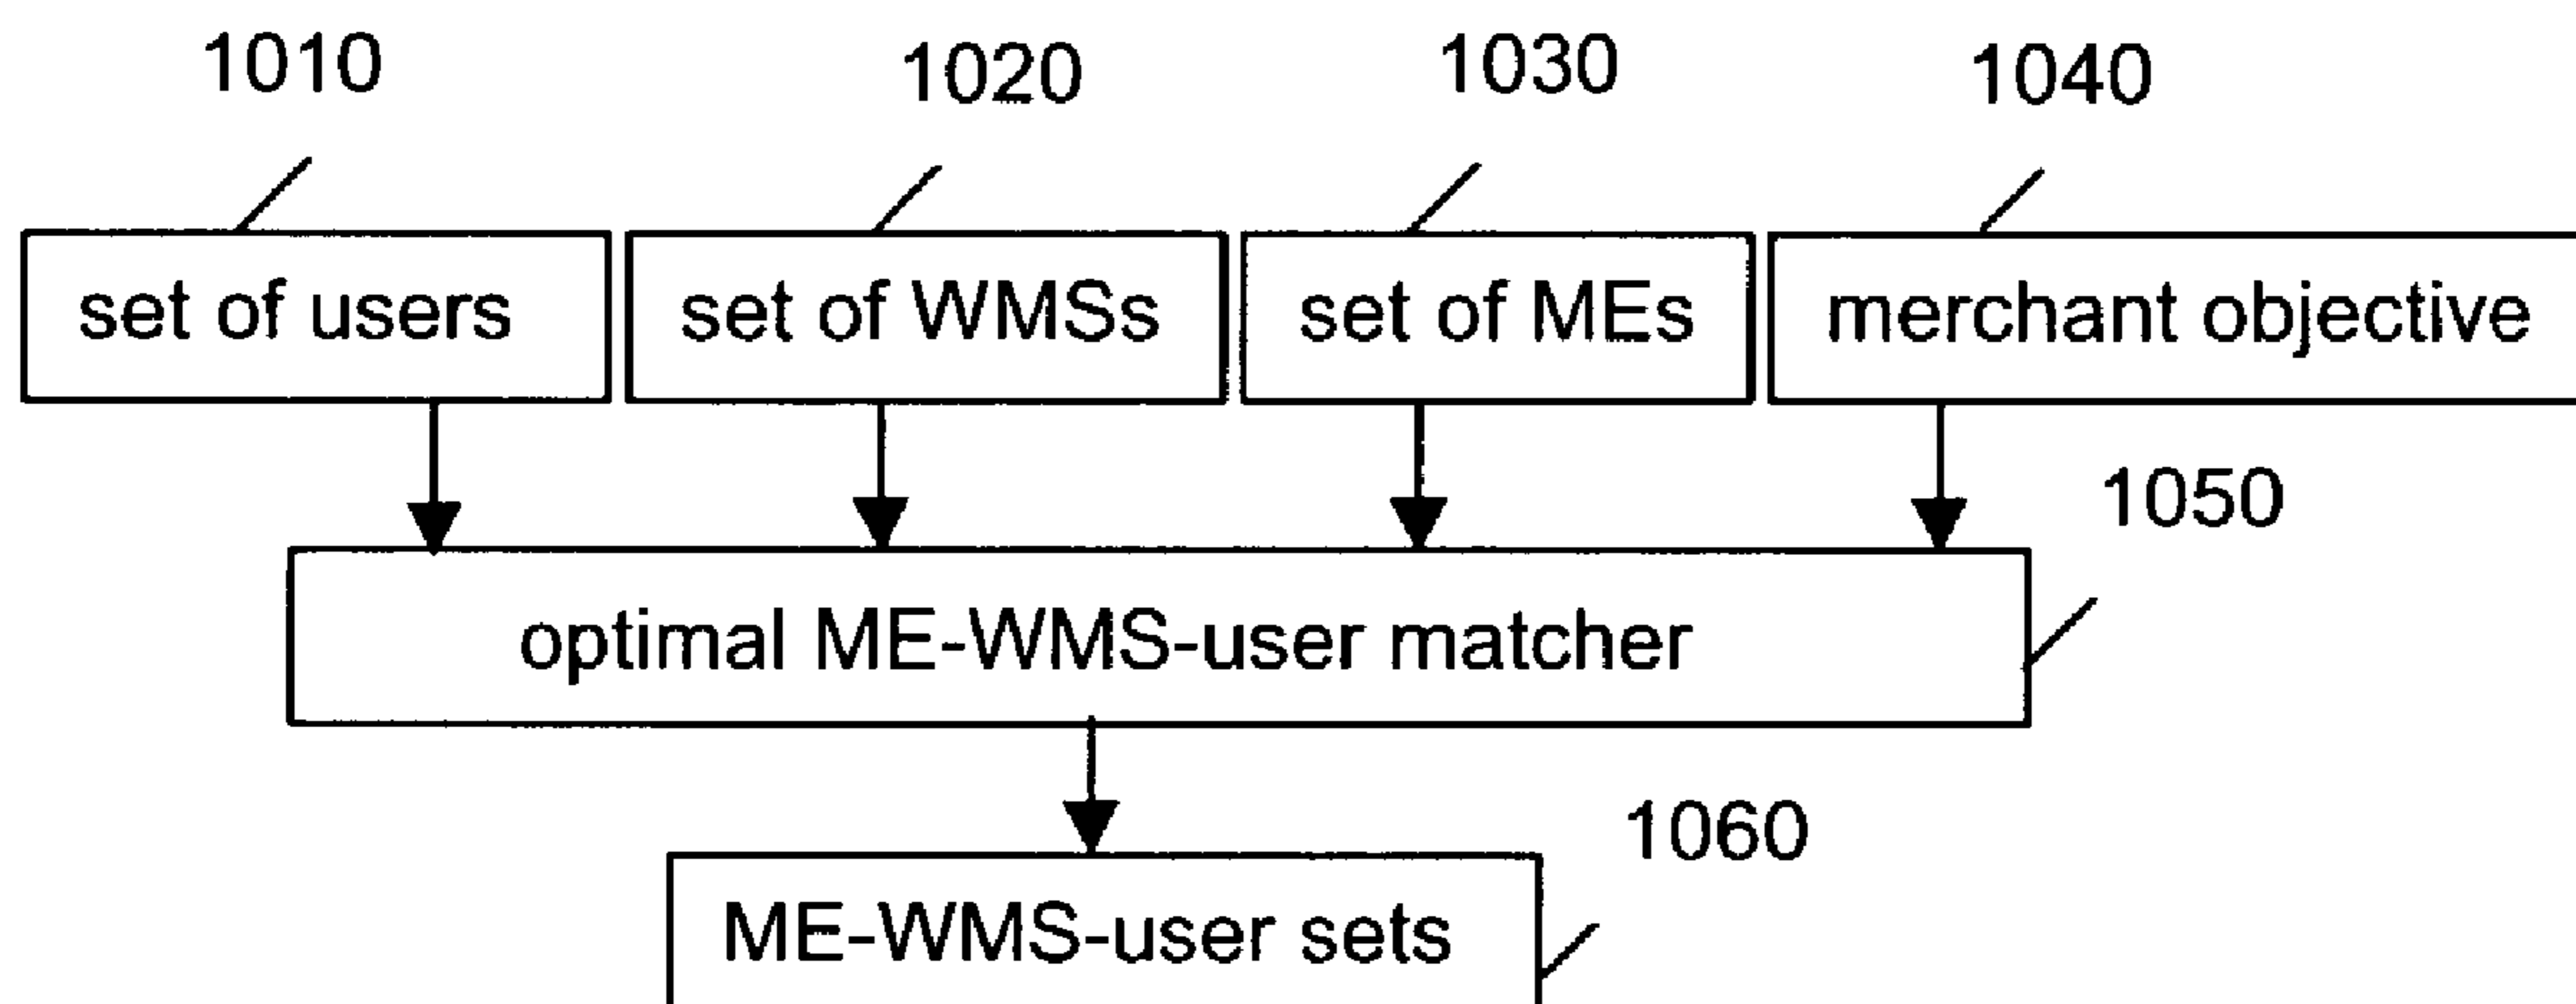 1010 1020 1030 1040
set of users set of WMSs set of MEs merchant objective
1050
optimal ME-WMS-user matcher
1060
ME-WMS-user sets